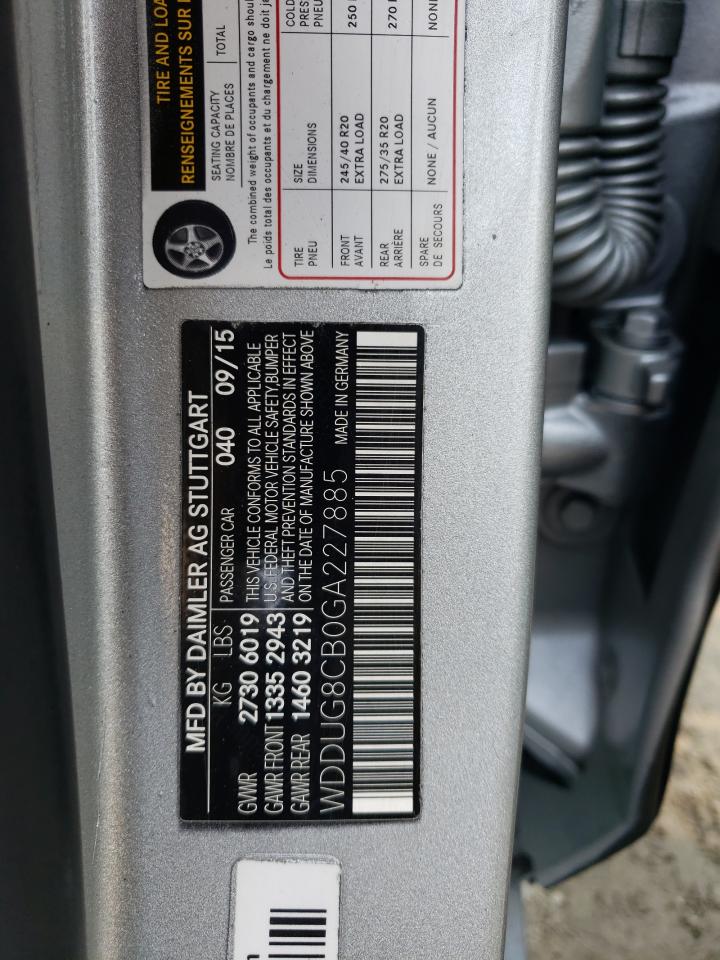 TIRE AND LOA
RENSEIGNEMENTS SUR
SEATING CAPACITY
NOMBRE DE PLACES
TOTAL
The combined weight of occupants and cargo shou
Le poids total des occupants et du chargement ne doit ja
TIRE
PNEU
SIZE
DIMENSIONS
COLD
PRES
PNEU
FRONT
AVANT
245/40 R20
EXTRA LOAD
250
REAR
ARRIÈRE
275/35 R20
EXTRA LOAD
270
SPARE
DE SECOURS
NONE / AUCUN
NON
MFD BY DAIMLER AG STUTTGART
KG LBS PASSENGER CAR 040 09/15
GVWR 2730 6019 THIS VEHICLE CONFORMS TO ALL APPLICABLE
GAWR FRONT 1335 2943 U.S. FEDERAL MOTOR VEHICLE SAFETY,BUMPER
GAWR REAR 1460 3219 AND THEFT PREVENTION STANDARDS IN EFFECT
ON THE DATE OF MANUFACTURE SHOWN ABOVE
WDDUG8CB0GA227885 MADE IN GERMANY